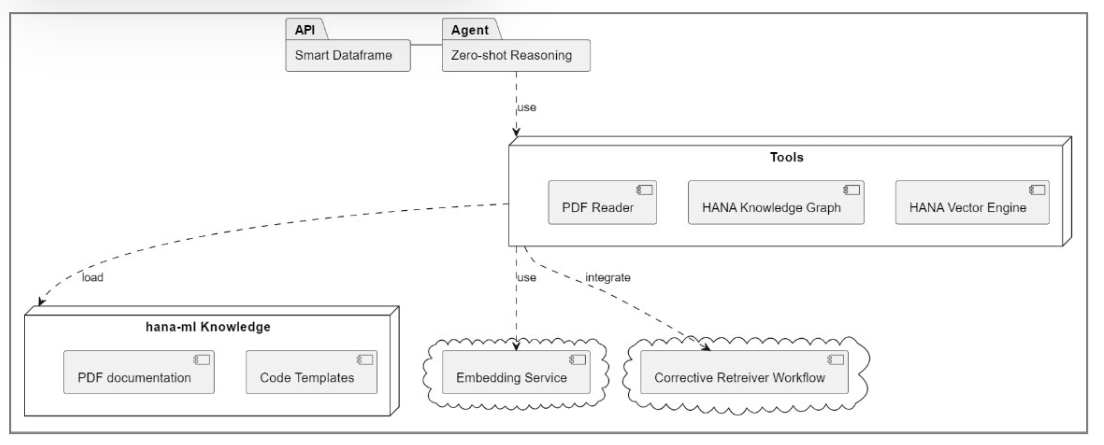 API
Agent
Smart Dataframe
Zero-shot Reasoning
use
Tools
PDF Reader
HANA Knowledge Graph
HANA Vector Engine
load
use
integrate
hana-ml Knowledge
PDF documentation
Code Templates
Embedding Service
Corrective Retreiver Workflow